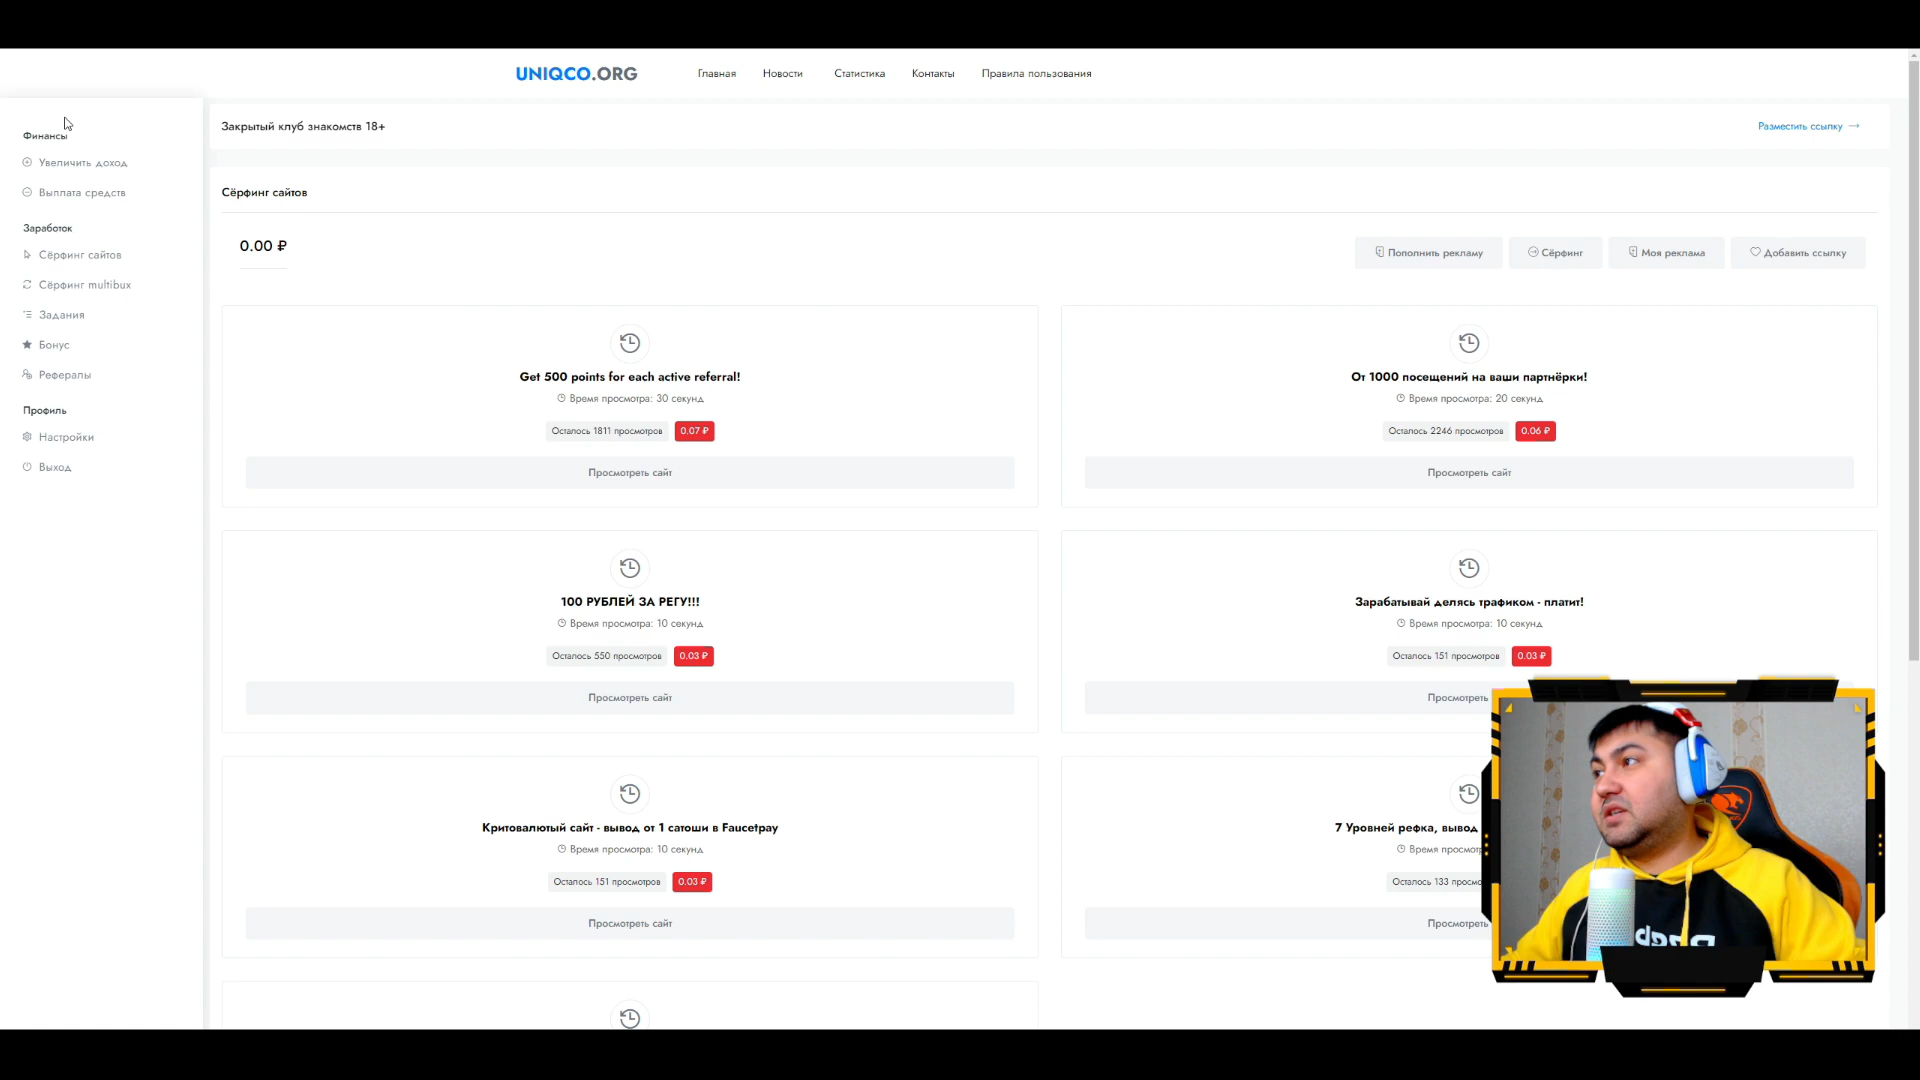 UNIQCO.ORG
Главная
Новости
Статистика
Контакты
Правила пользования
Финансы
Увеличить доход
Выплата средств
Заработок
Сёрфинг сайтов
Сёрфинг multibux
Задания
Бонус
Рефералы
Профиль
Настройки
Выход
Закрытый клуб знакомств 18+
Разместить ссылку →
Сёрфинг сайтов
0.00 ₽
Пополнить рекламу
Сёрфинг
Моя реклама
Добавить ссылку
Get 500 points for each active referral!
Время просмотра: 30 секунд
Осталось 1811 просмотров
0.07 ₽
Просмотреть сайт
От 1000 посещений на ваши партнёрки!
Время просмотра: 20 секунд
Осталось 2246 просмотров
0.06 ₽
Просмотреть сайт
100 РУБЛЕЙ ЗА РЕГУ!!!
Время просмотра: 10 секунд
Осталось 550 просмотров
0.03 ₽
Просмотреть сайт
Зарабатывай делясь трафиком - платит!
Время просмотра: 10 секунд
Осталось 151 просмотров
0.03 ₽
Просмотреть
Критовалютый сайт - вывод от 1 сатоши в Faucetpay
Время просмотра: 10 секунд
Осталось 151 просмотров
0.03 ₽
Просмотреть сайт
7 Уровней рефка, вывод
Время просмотр
Осталось 133 просмо
Просмотреть